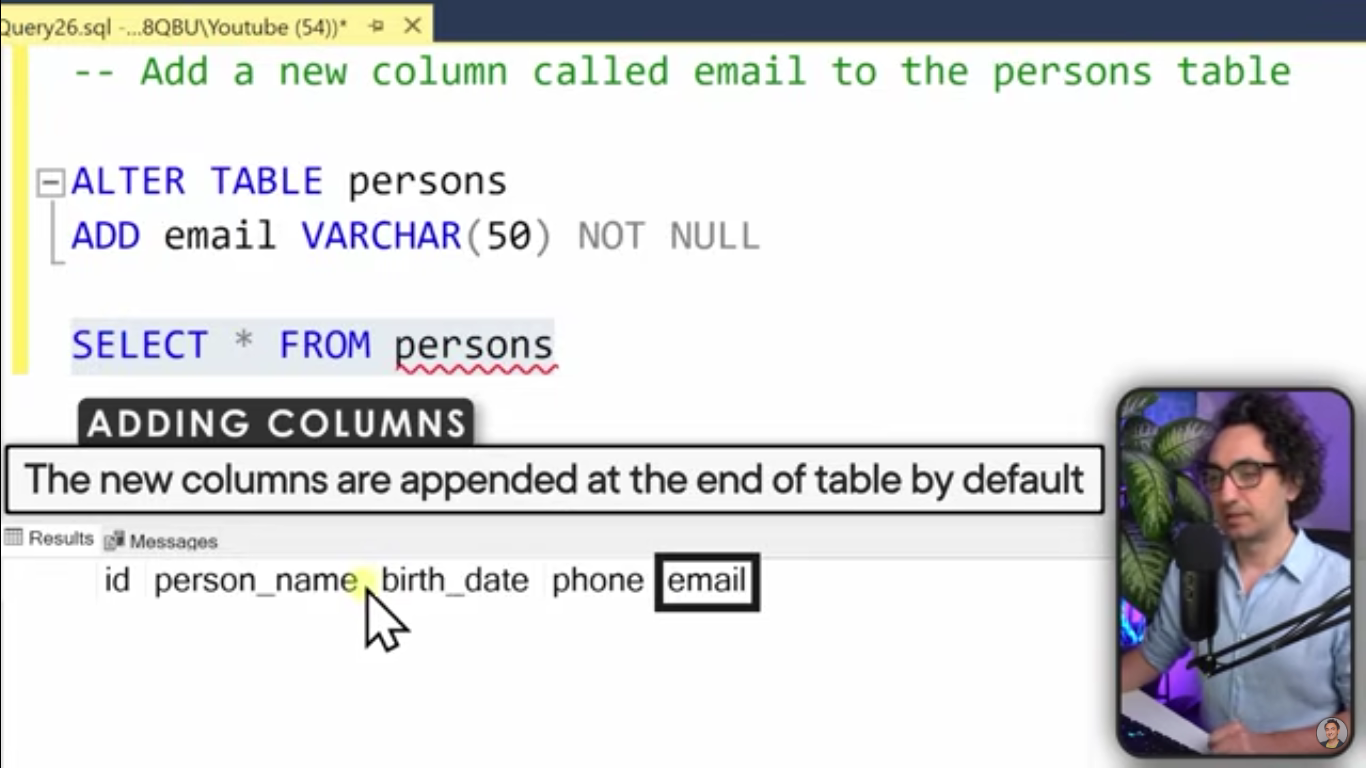 Query26.sql -...8QBU\Youtube (54))*
-- Add a new column called email to the persons table
ALTER TABLE persons
ADD email VARCHAR(50) NOT NULL
SELECT * FROM persons
ADDING COLUMNS
The new columns are appended at the end of table by default
Results Messages
id person_name birth_date phone email